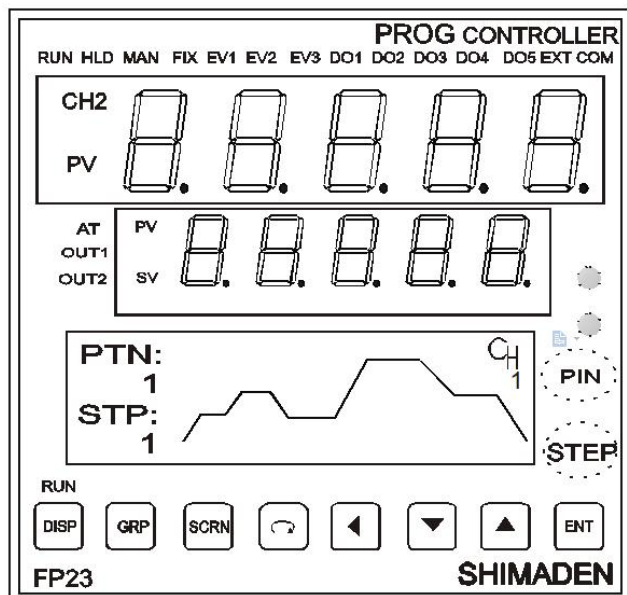 PROG CONTROLLER
RUN HLD MAN FIX EV1 EV2 EV3 DO1 DO2 DO3 DO4 DO5 EXT COM
CH2
PV
AT PV
OUT1
OUT2 SV
PTN: CH
1 1
STP:
1
PIN
STEP
RUN
DISP GRP SCRN ENT
FP23 SHIMADEN